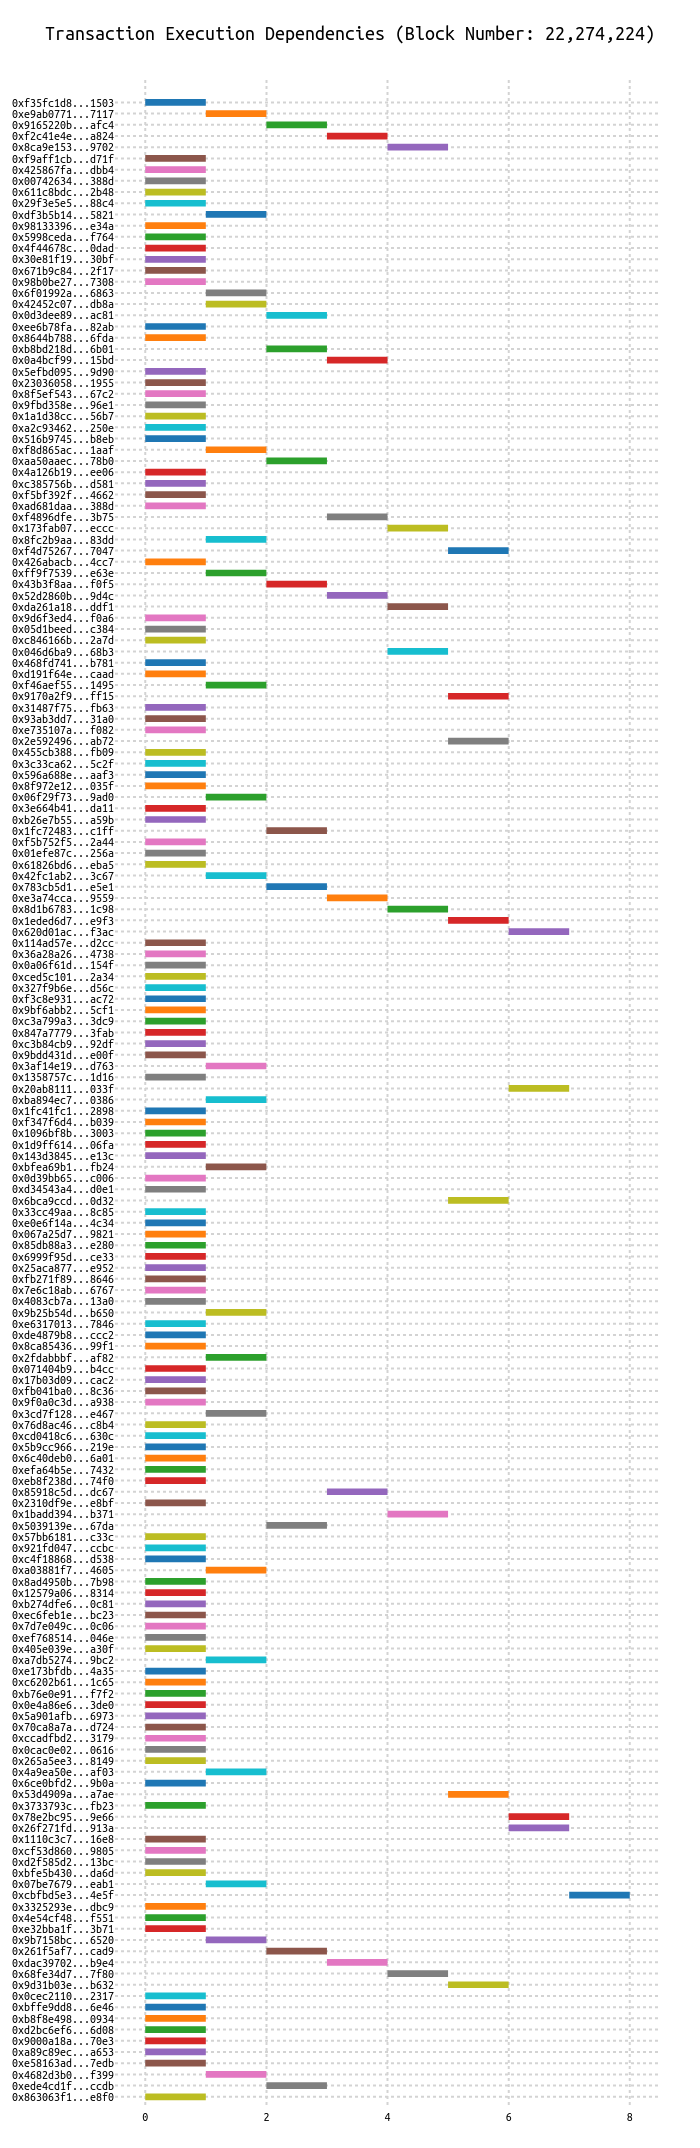 Transaction Execution Dependencies (Block Number: 22,274,224)
0xf35fc1d8...1503
0xe9ab0771...7117
0x9165220b...afc4
0xf2c41e4e...a824
0x8ca9e153...9702
0xf9aff1cb...d71f
0x425867fa...dbb4
0x00742634...388d
0x611c8bdc...2b48
0x29f3e5e5...88c4
0xdf3b5b14...5821
0x98133396...e34a
0x5998ceda...f764
0x4f44678c...0dad
0x30e81f19...30bf
0x671b9c84...2f17
0x98b0be27...7308
0x6f01992a...6863
0x42452c07...db8a
0x0d3dee89...ac81
0xee6b78fa...82ab
0x8644b788...6fda
0xb8bd218d...6b01
0x0a4bcf99...15bd
0x5efbd095...9d90
0x23036058...1955
0x8f5ef543...67c2
0x9fbd358e...96e1
0x1a1d38cc...56b7
0xa2c93462...250e
0x516b9745...b8eb
0xf8d865ac...1aaf
0xaa50aaec...78b0
0x4a126b19...ee06
0xc385756b...d581
0xf5bf392f...4662
0xad681daa...388d
0xf4896dfe...3b75
0x173fab07...eccc
0x8fc2b9aa...83dd
0xf4d75267...7047
0x426abacb...4cc7
0xff9f7539...e63e
0x43b3f8aa...f0f5
0x52d2860b...9d4c
0xda261a18...ddf1
0x9d6f3ed4...f0a6
0x05d1beed...c384
0xc846166b...2a7d
0x046d6ba9...68b3
0x468fd741...b781
0xd191f64e...caad
0xf46aef55...1495
0x9170a2f9...ff15
0x31487f75...fb63
0x93ab3dd7...31a0
0xe735107a...f082
0x2e592496...ab72
0x455cb388...fb09
0x3c33ca62...5c2f
0x596a688e...aaf3
0x8f972e12...035f
0x06f29f73...9ad0
0x3e664b41...da11
0xb26e7b55...a59b
0x1fc72483...c1ff
0xf5b752f5...2a44
0x01efe87c...256a
0x61826bd6...eba5
0x42fc1ab2...3c67
0x783cb5d1...e5e1
0xe3a74cca...9559
0x8d1b6783...1c98
0x1eded6d7...e9f3
0x620d01ac...f3ac
0x114ad57e...d2cc
0x36a28a26...4738
0x0a06f61d...154f
0xced5c101...2a34
0x327f9b6e...d56c
0xf3c8e931...ac72
0x9bf6abb2...5cf1
0xc3a799a3...3dc9
0x847a7779...3fab
0xc3b84cb9...92df
0x9bdd431d...e00f
0x3af14e19...d763
0x1358757c...1d16
0x20ab8111...033f
0xba894ec7...0386
0x1fc41fc1...2898
0xf347f6d4...b039
0x1096bf8b...3003
0x1d9ff614...06fa
0x143d3845...e13c
0xbfea69b1...fb24
0x0d39bb65...c006
0xd34543a4...d0e1
0x6bca9ccd...0d32
0x33cc49aa...8c85
0xe0e6f14a...4c34
0x067a25d7...9821
0x85db88a3...e280
0x6999f95d...ce33
0x25aca877...e952
0xfb271f89...8646
0x7e6c18ab...6767
0x4083cb7a...13a0
0x9b25b54d...b650
0xe6317013...7846
0xde4879b8...ccc2
0x8ca85436...99f1
0x2fdabbbf...af82
0x071404b9...b4cc
0x17b03d09...cac2
0xfb041ba0...8c36
0x9f0a0c3d...a938
0x3cd7f128...e467
0x76d8ac46...c8b4
0xcd0418c6...630c
0x5b9cc966...219e
0x6c40deb0...6a01
0xefa64b5e...7432
0xeb8f238d...74f0
0x85918c5d...dc67
0x2310df9e...e8bf
0x1badd394...b371
0x5039139e...67da
0x57bb6181...c33c
0x921fd047...ccbc
0xc4f18868...d538
0xa03881f7...4605
0x8ad4950b...7b98
0x12579a06...8314
0xb274dfe6...0c81
0xec6feb1e...bc23
0x7d7e049c...0c06
0xef768514...046e
0x405e039e...a30f
0xa7db5274...9bc2
0xe173bfdb...4a35
0xc6202b61...1c65
0xb76e0e91...f7f2
0x0e4a86e6...3de0
0x5a901afb...6973
0x70ca8a7a...d724
0xccadfbd2...3179
0x0cac0e02...0616
0x265a5ee3...8149
0x4a9ea50e...af03
0x6ce0bfd2...9b0a
0x53d4909a...a7ae
0x3733793c...fb23
0x78e2bc95...9e66
0x26f271fd...913a
0x1110c3c7...16e8
0xcf53d860...9805
0xd2f585d2...13bc
0xbfe5b430...da6d
0x07be7679...eab1
0xcbfbd5e3...4e5f
0x3325293e...dbc9
0x4e54cf48...f551
0xe32bba1f...3b71
0x9b7158bc...6520
0x261f5af7...cad9
0xdac39702...b9e4
0x68fe34d7...7f80
0x9d31b03e...b632
0x0cec2110...2317
0xbffe9dd8...6e46
0xb8f8e498...0934
0xd2bc6ef6...6d08
0x9000a18a...70e3
0xa89c89ec...a653
0xe58163ad...7edb
0x4682d3b0...f399
0xede4cd1f...ccdb
0x863063f1...e8f0
0 2 4 6 8